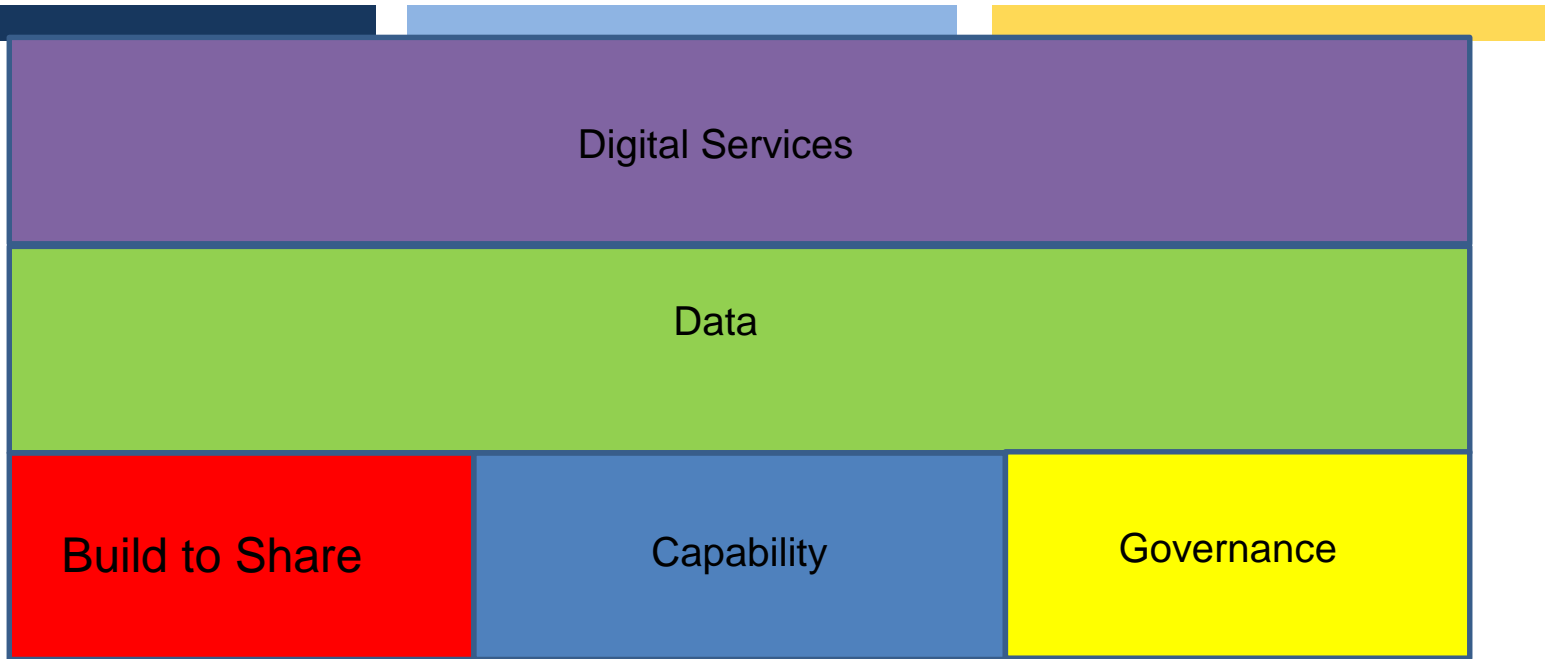 Digital Services
Data
Build to Share
Capability
Governance